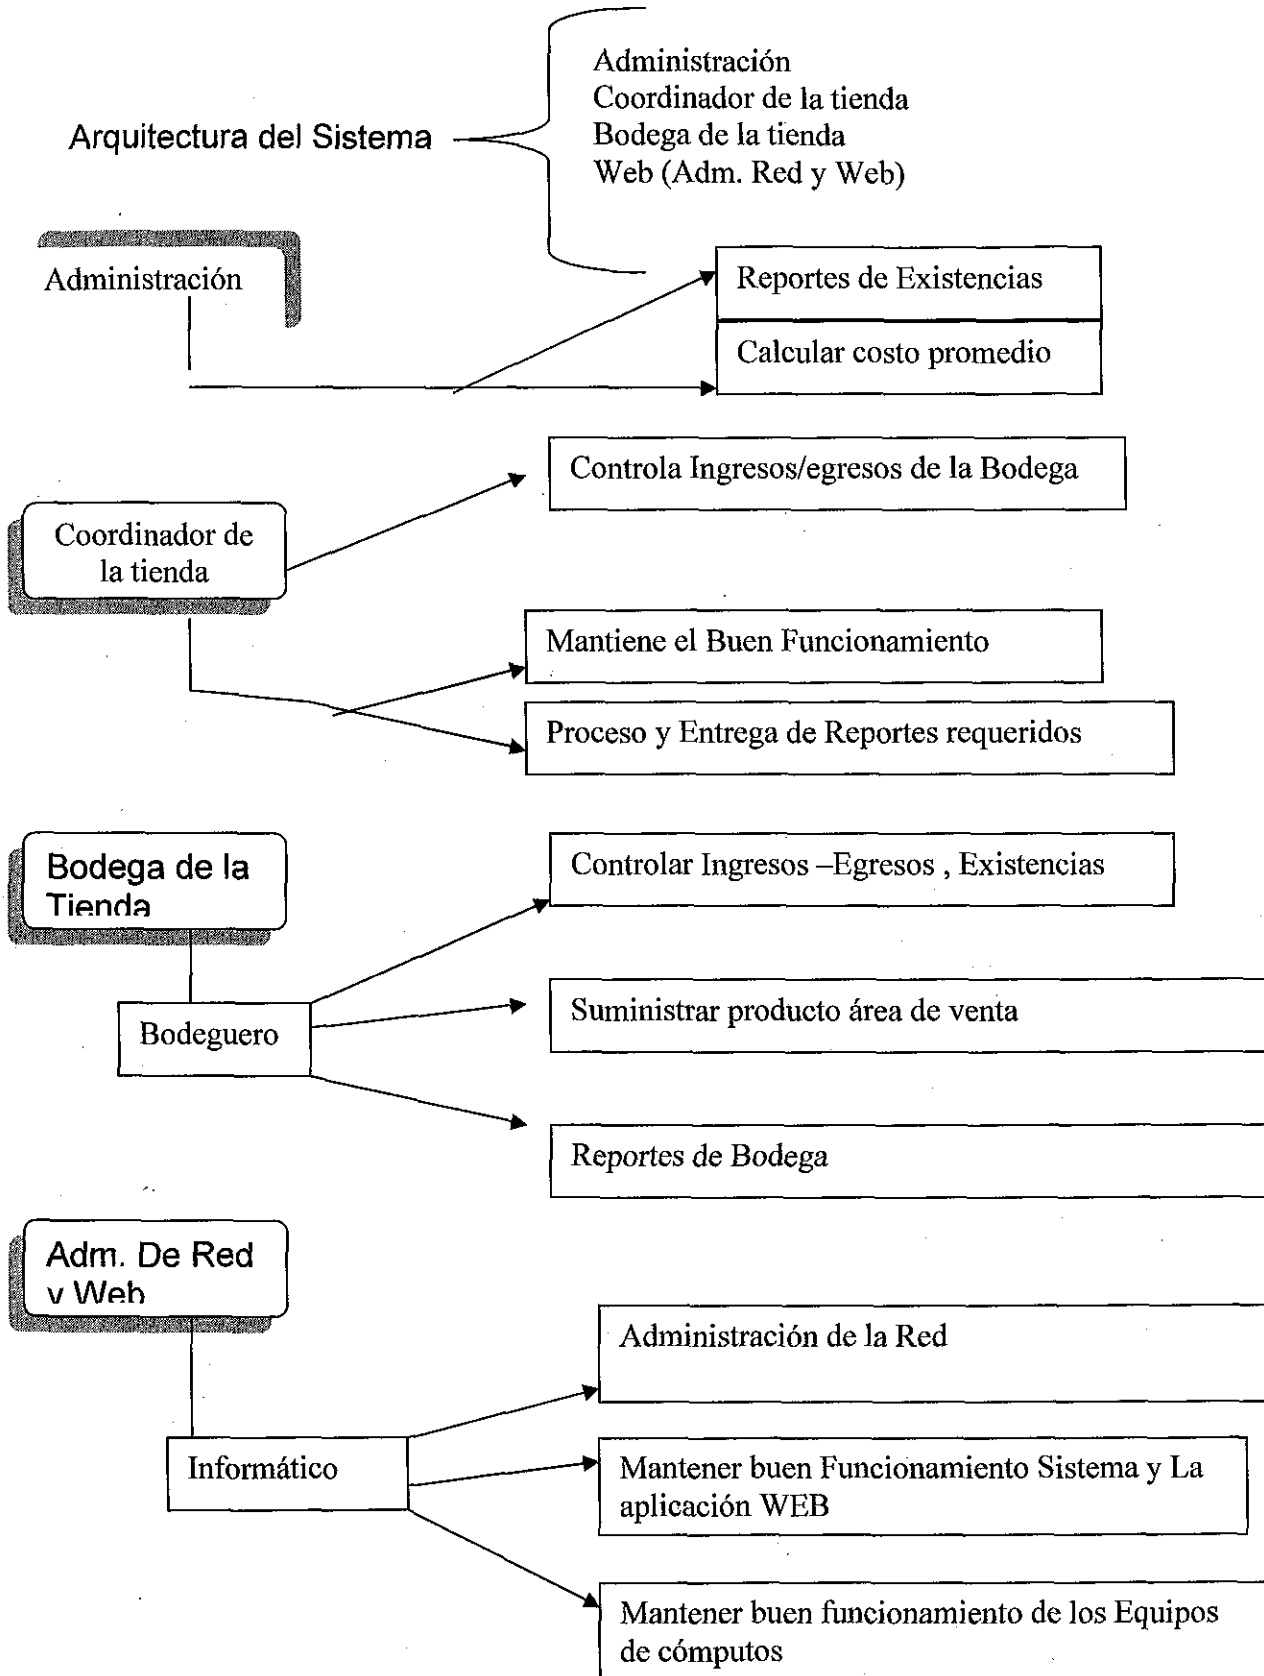 Administración
Coordinador de la tienda
Bodega de la tienda
Web (Adm. Red y Web)
Arquitectura del Sistema
Administración
Reportes de Existencias
Calcular costo promedio
Controla Ingresos/egresos de la Bodega
Coordinador de
la tienda
Mantiene el Buen Funcionamiento
Proceso y Entrega de Reportes requeridos
Bodega de la
Tienda
Controlar Ingresos –Egresos , Existencias
Bodeguero
Suministrar producto área de venta
Reportes de Bodega
Adm. De Red
y Web
Administración de la Red
Informático
Mantener buen Funcionamiento Sistema y La
aplicación WEB
Mantener buen funcionamiento de los Equipos
de cómputos